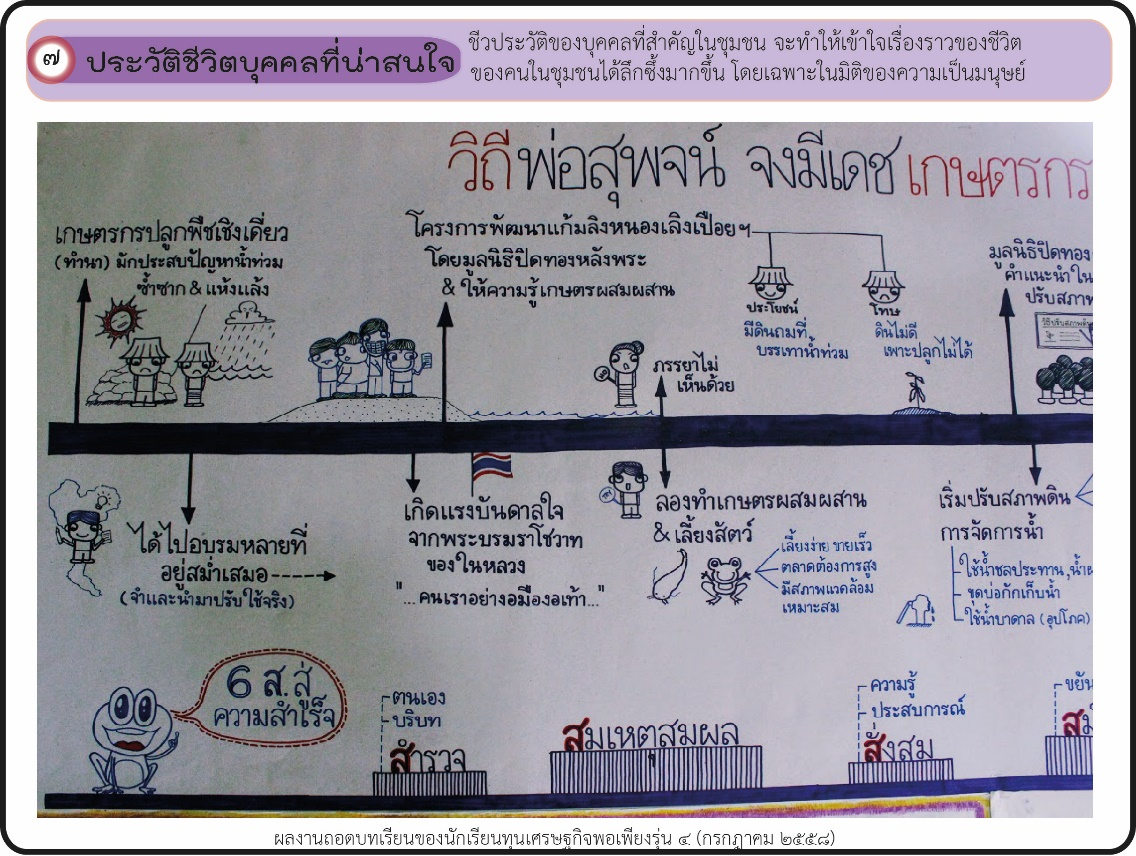 ๗
ประวัติชีวิตบุคคลที่น่าสนใจ
ชีวประวัติของบุคคลที่สำคัญในชุมชน จะทำให้เข้าใจเรื่องราวของชีวิต
ของคนในชุมชนได้ลึกซึ้งมากขึ้น โดยเฉพาะในมิติของความเป็นมนุษย์
วิถีพ่อสุพจน์ จงมีเดช เกษตรกร
เกษตรกรปลูกพืชเชิงเดี่ยว
(ทำนา) มักประสบปัญหาน้ำท่วม
ซ้ำซาก & แห้งแล้ง
โครงการพัฒนาแก้มลิงหนองเลิงเปือยฯ
โดยมูลนิธิปิดทองหลังพระ
& ให้ความรู้เกษตรผสมผสาน
ประโยชน์
มีดินถมที่
บรรเทาน้ำท่วม
โทษ
ดินไม่ดี
เพาะปลูกไม่ได้
มูลนิธิปิดทอง
คำแนะนำใน
ปรับสภาพ
ภรรยาไม่
เห็นด้วย
ได้ไปอบรมหลายที่
อยู่สม่ำเสมอ
(จำและนำมาปรับใช้จริง)
เกิดแรงบันดาลใจ
จากพระบรมราโชวาท
ของในหลวง
"...คนเราอย่างอมืองอเท้า..."
ลองทำเกษตรผสมผสาน
& เลี้ยงสัตว์
เลี้ยงง่าย ขายเร็ว
ตลาดต้องการสูง
มีสภาพแวดล้อม
เหมาะสม
เริ่มปรับสภาพดิน
การจัดการน้ำ
ใช้น้ำชลประทาน,
ขุดบ่อกักเก็บน้ำ
ใช้น้ำบาดาล (อุปโภค)
6 ส. สู่
ความสำเร็จ
ตนเอง
บริบท
สำรวจ
สมเหตุสมผล
ความรู้
ประสบการณ์
สั่งสม
ขยัน
ผลงานถอดบทเรียนของนักเรียนทุนเศรษฐกิจพอเพียงรุ่น ๔ (กรกฎาคม ๒๕๕๘)